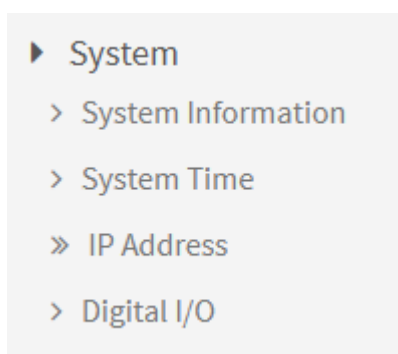 System
System Information
System Time
IP Address
Digital I/O